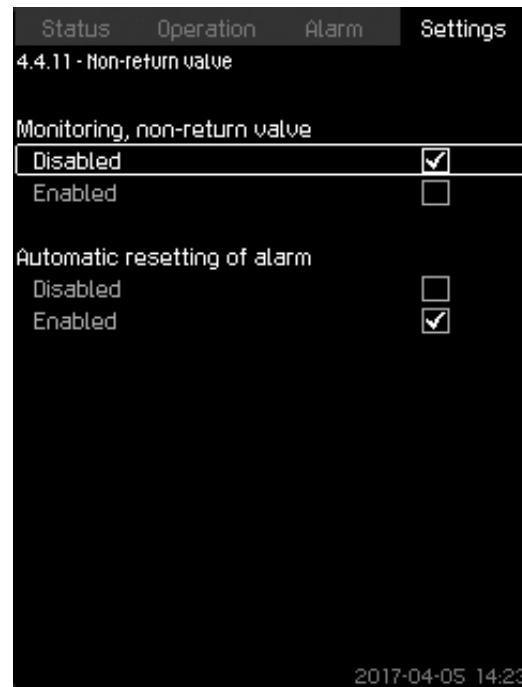 Status Operation Alarm Settings
4.4.11 - Non-return valve
Monitoring, non-return valve
Disabled
Enabled
Automatic resetting of alarm
Disabled
Enabled
2017-04-05 14:23